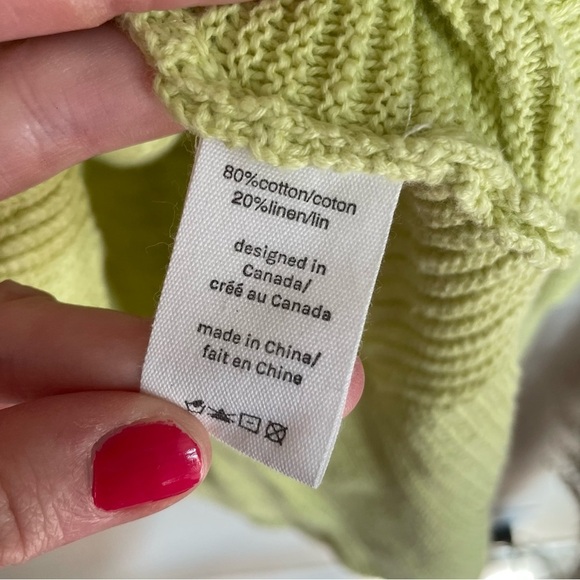 80%cotton/coton
20%linen/lin
designed in
Canada/
créé au Canada
made in China/
fait en Chine